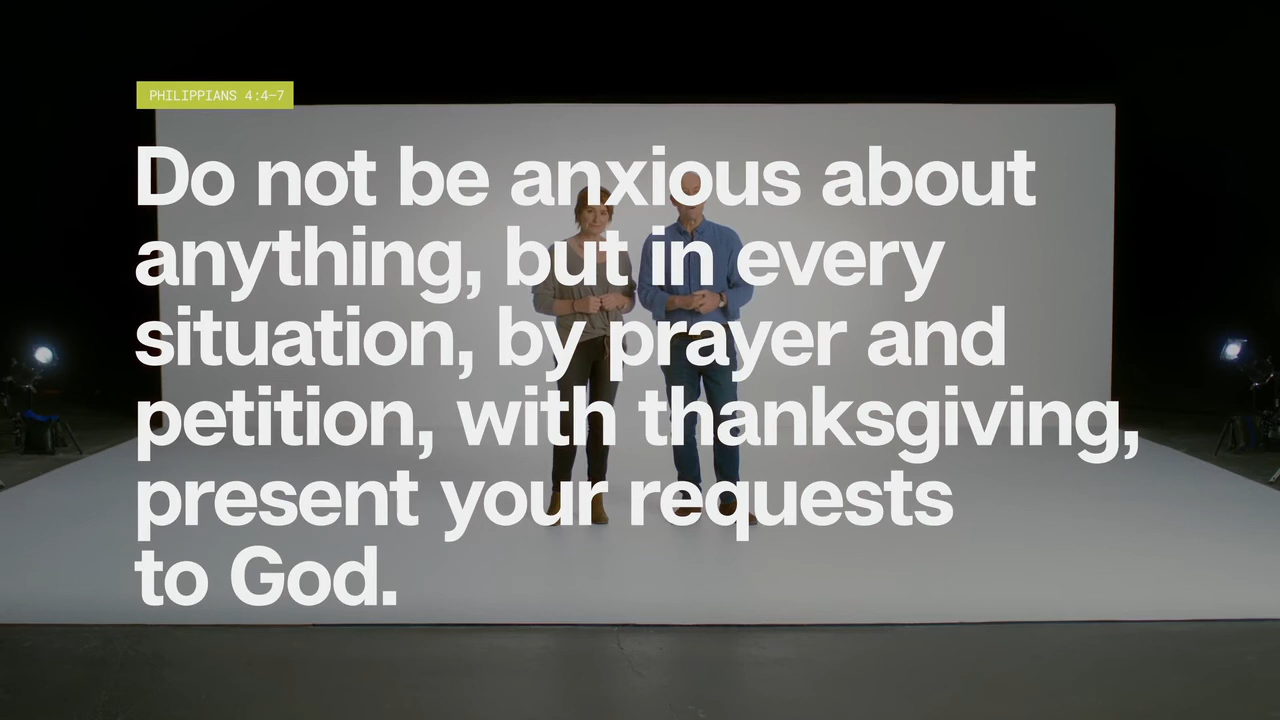 PHILIPPIANS 4:4–7
Do not be anxious about
anything, but in every
situation, by prayer and
petition, with thanksgiving,
present your requests
to God.